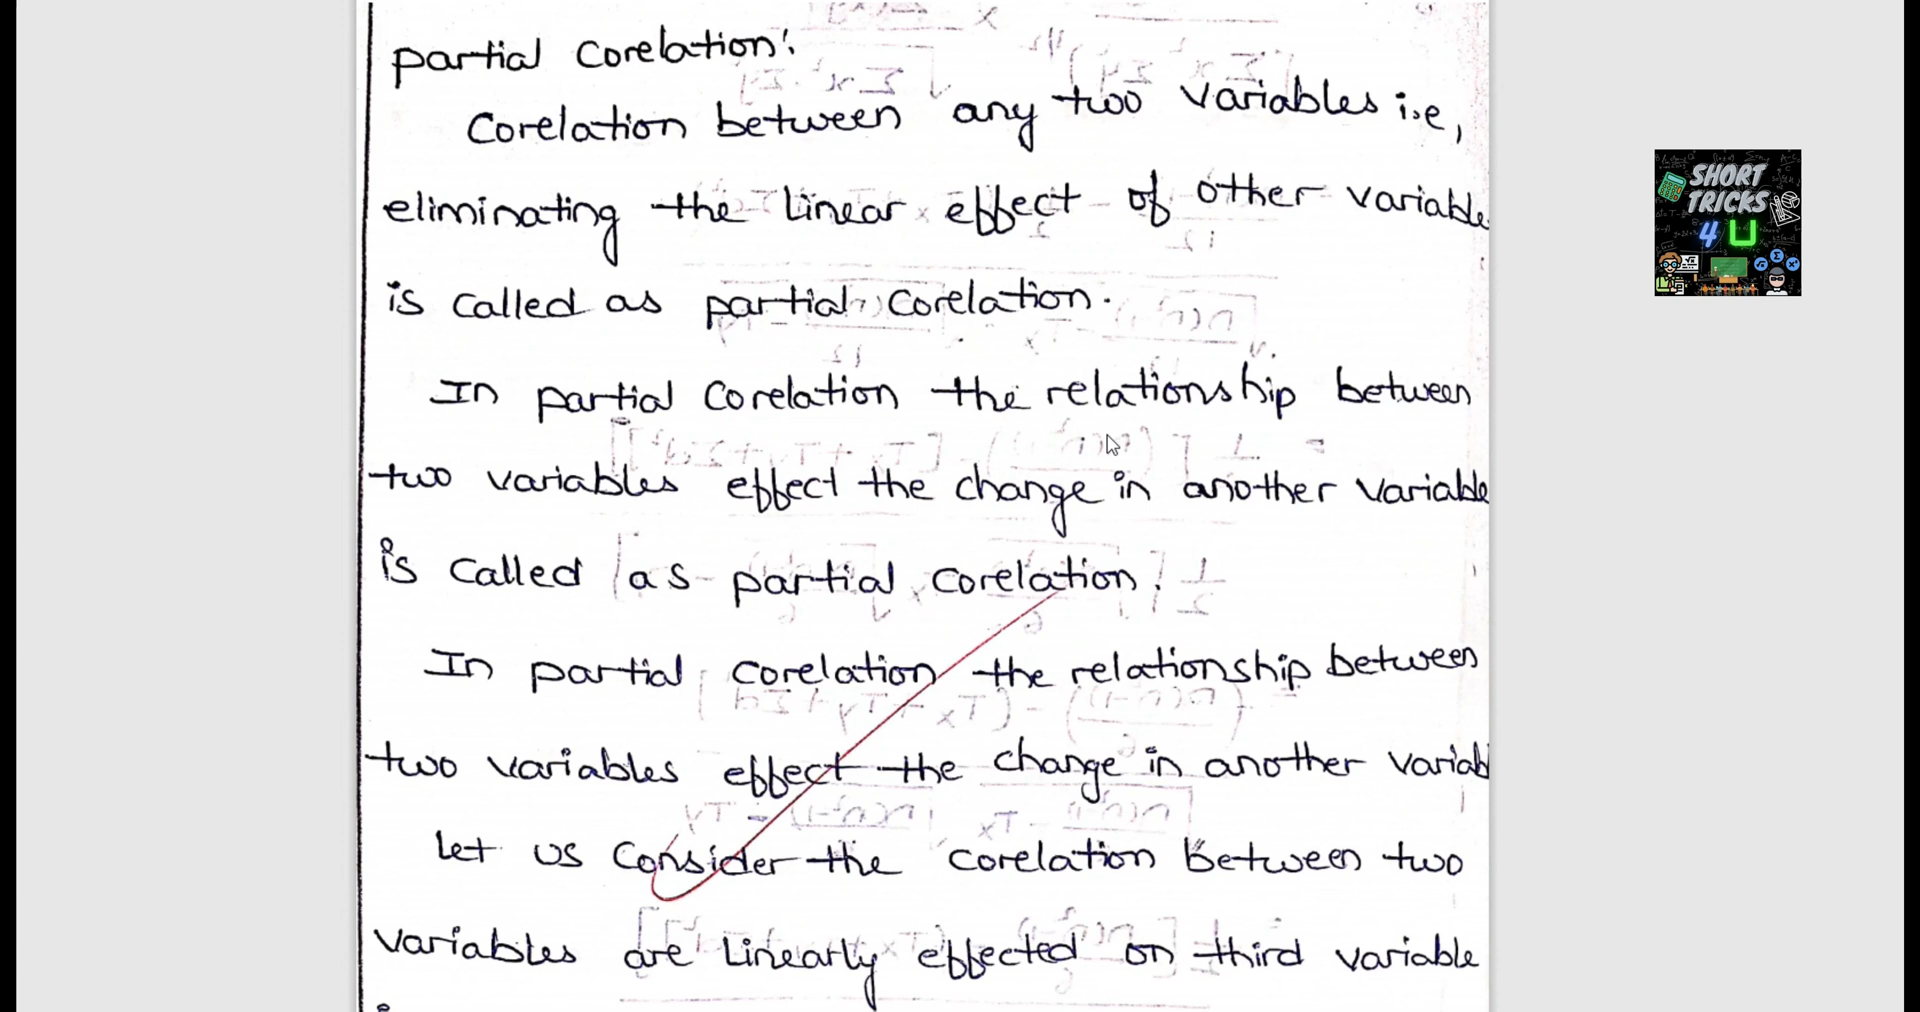 partial Corelation:
Corelation between any two variables i.e,
eliminating the linear effect of other variable
is called as partial corelation.
In partial corelation the relationship between
two variables effect the change in another variable
is called as partial corelation.
In partial corelation the relationship between
two variables effect the change in another variab
Let us Consider the corelation between two
variables are linearly effected on third variable
SHORT
TRICKS
4 U